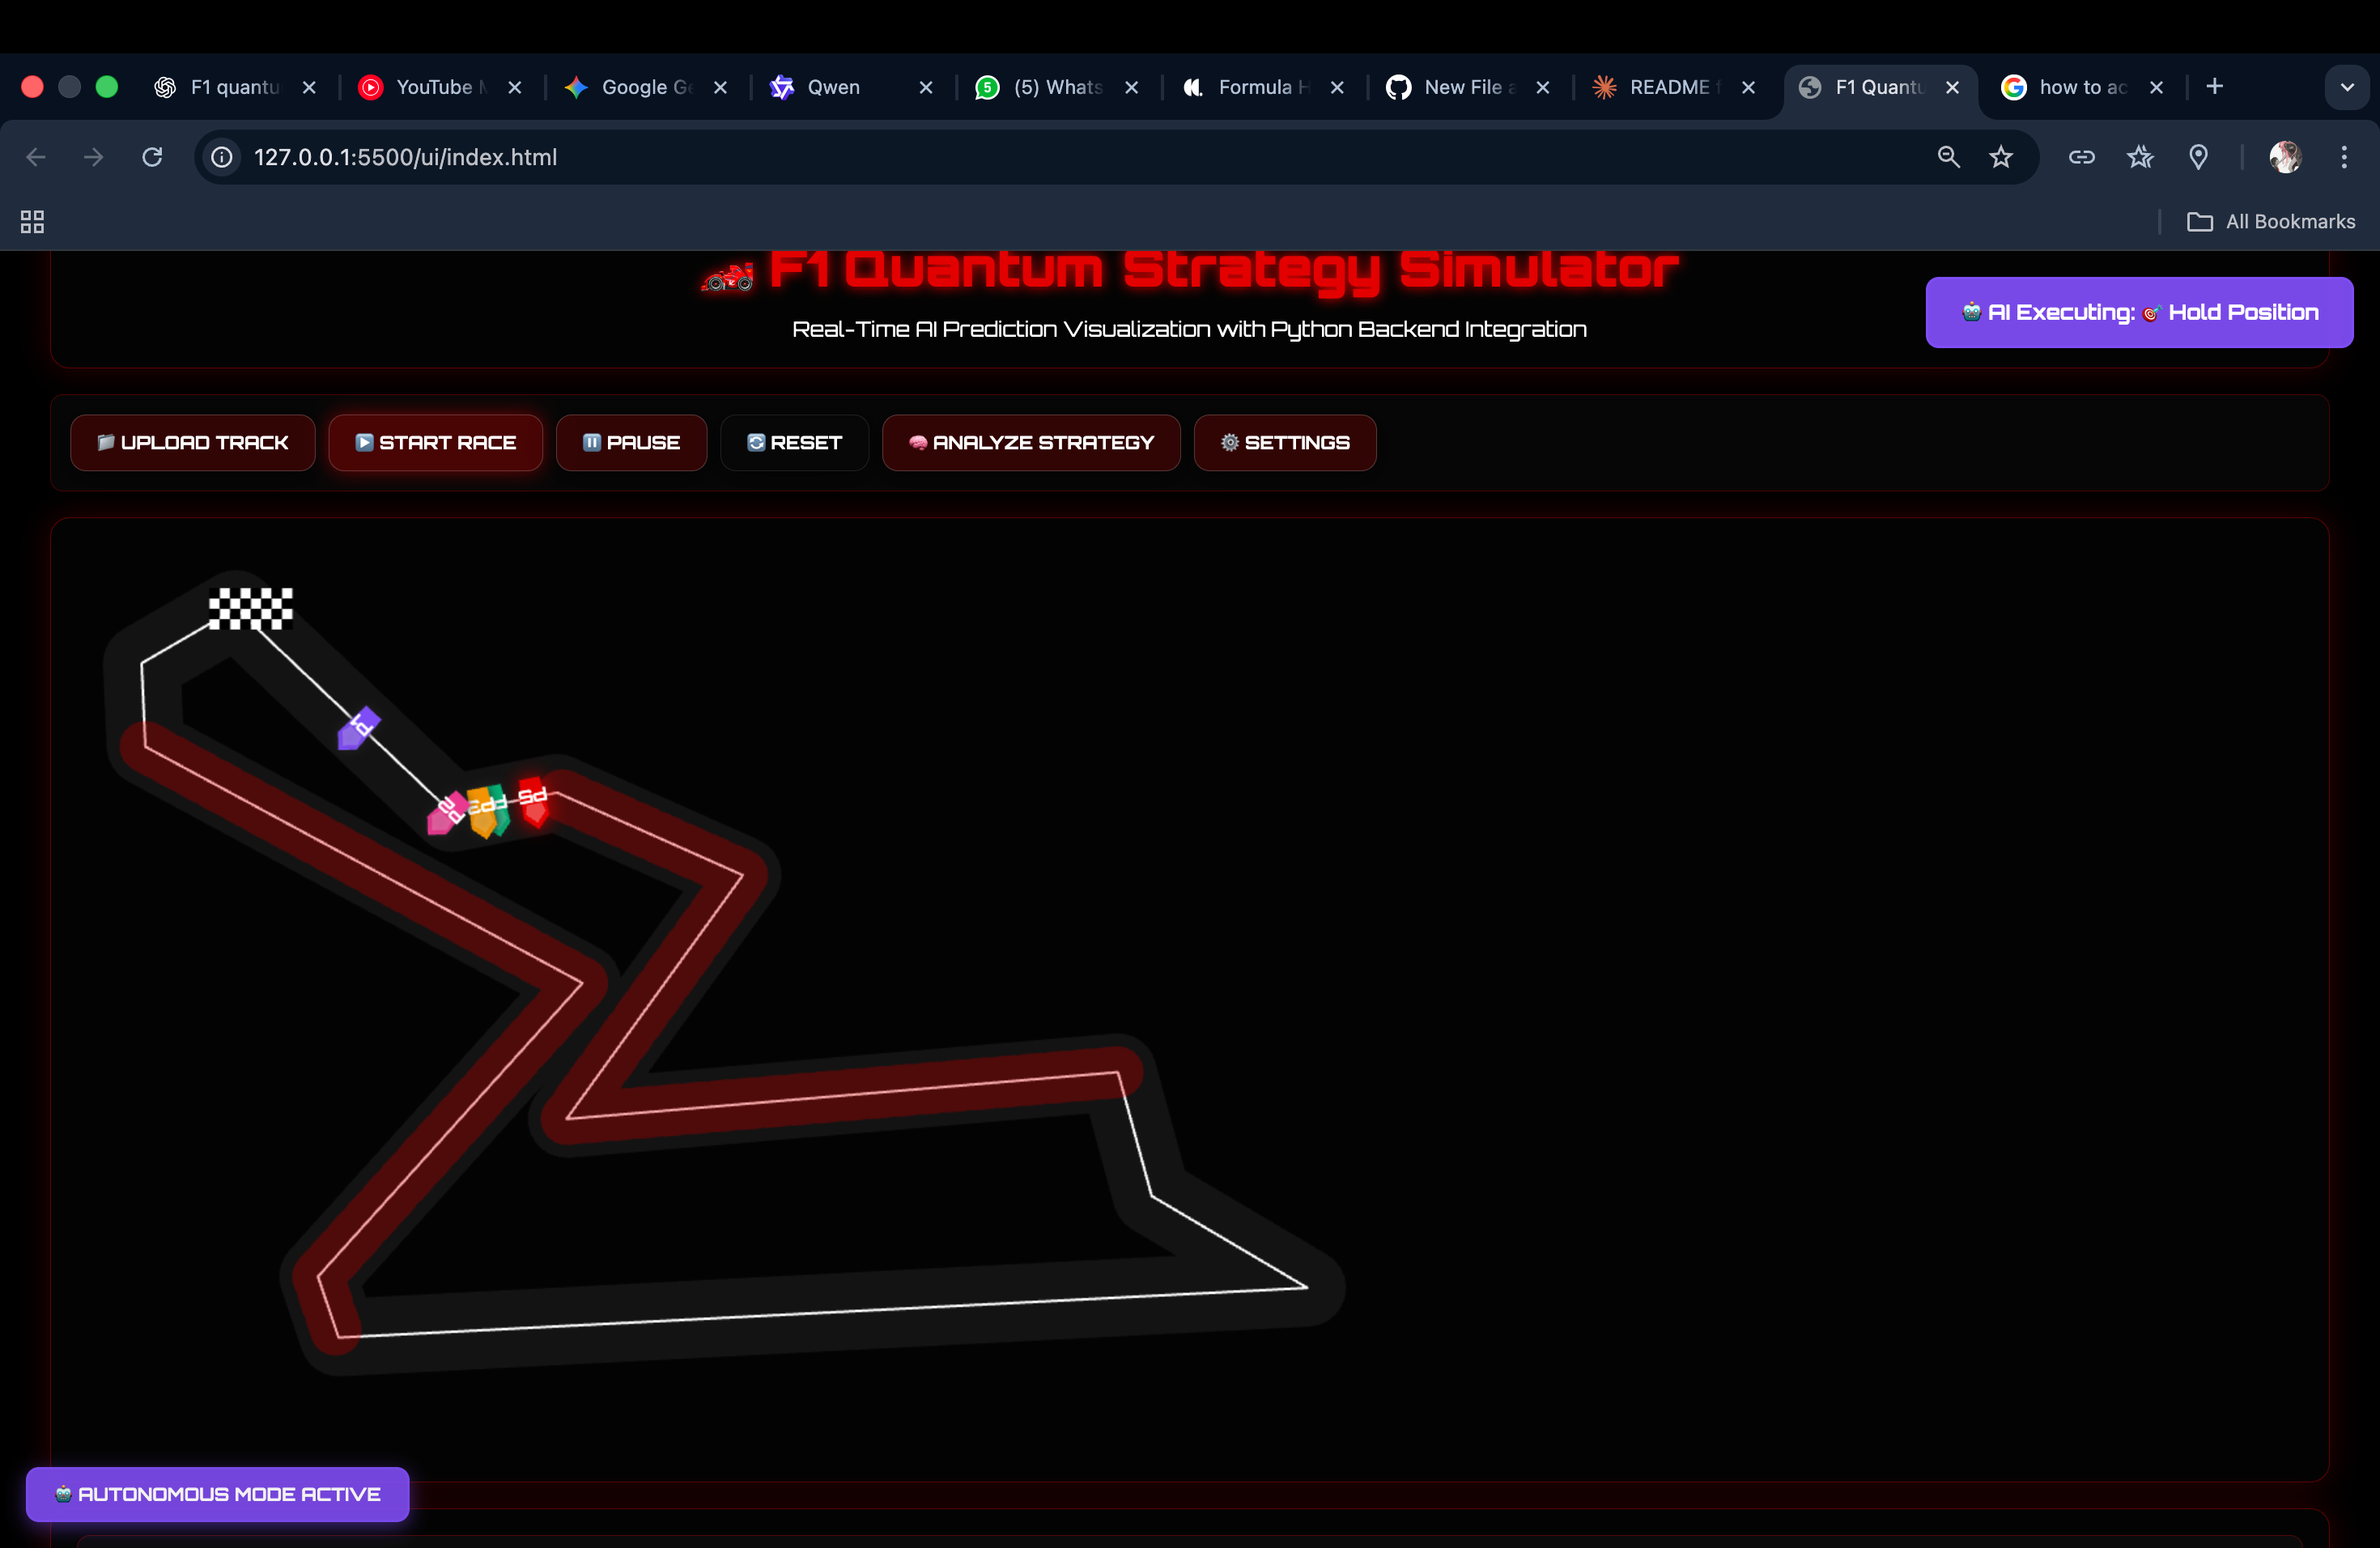 F1 quantu
YouTube M
Google Ge
Qwen
(5) Whats
Formula H
New File a
README f
F1 Quantu
how to ac
127.0.0.1:5500/ui/index.html
All Bookmarks
F1 Quantum Strategy Simulator
Real-Time AI Prediction Visualization with Python Backend Integration
AI Executing: Hold Position
UPLOAD TRACK
START RACE
PAUSE
RESET
ANALYZE STRATEGY
SETTINGS
P1
P2
P3
P5
AUTONOMOUS MODE ACTIVE